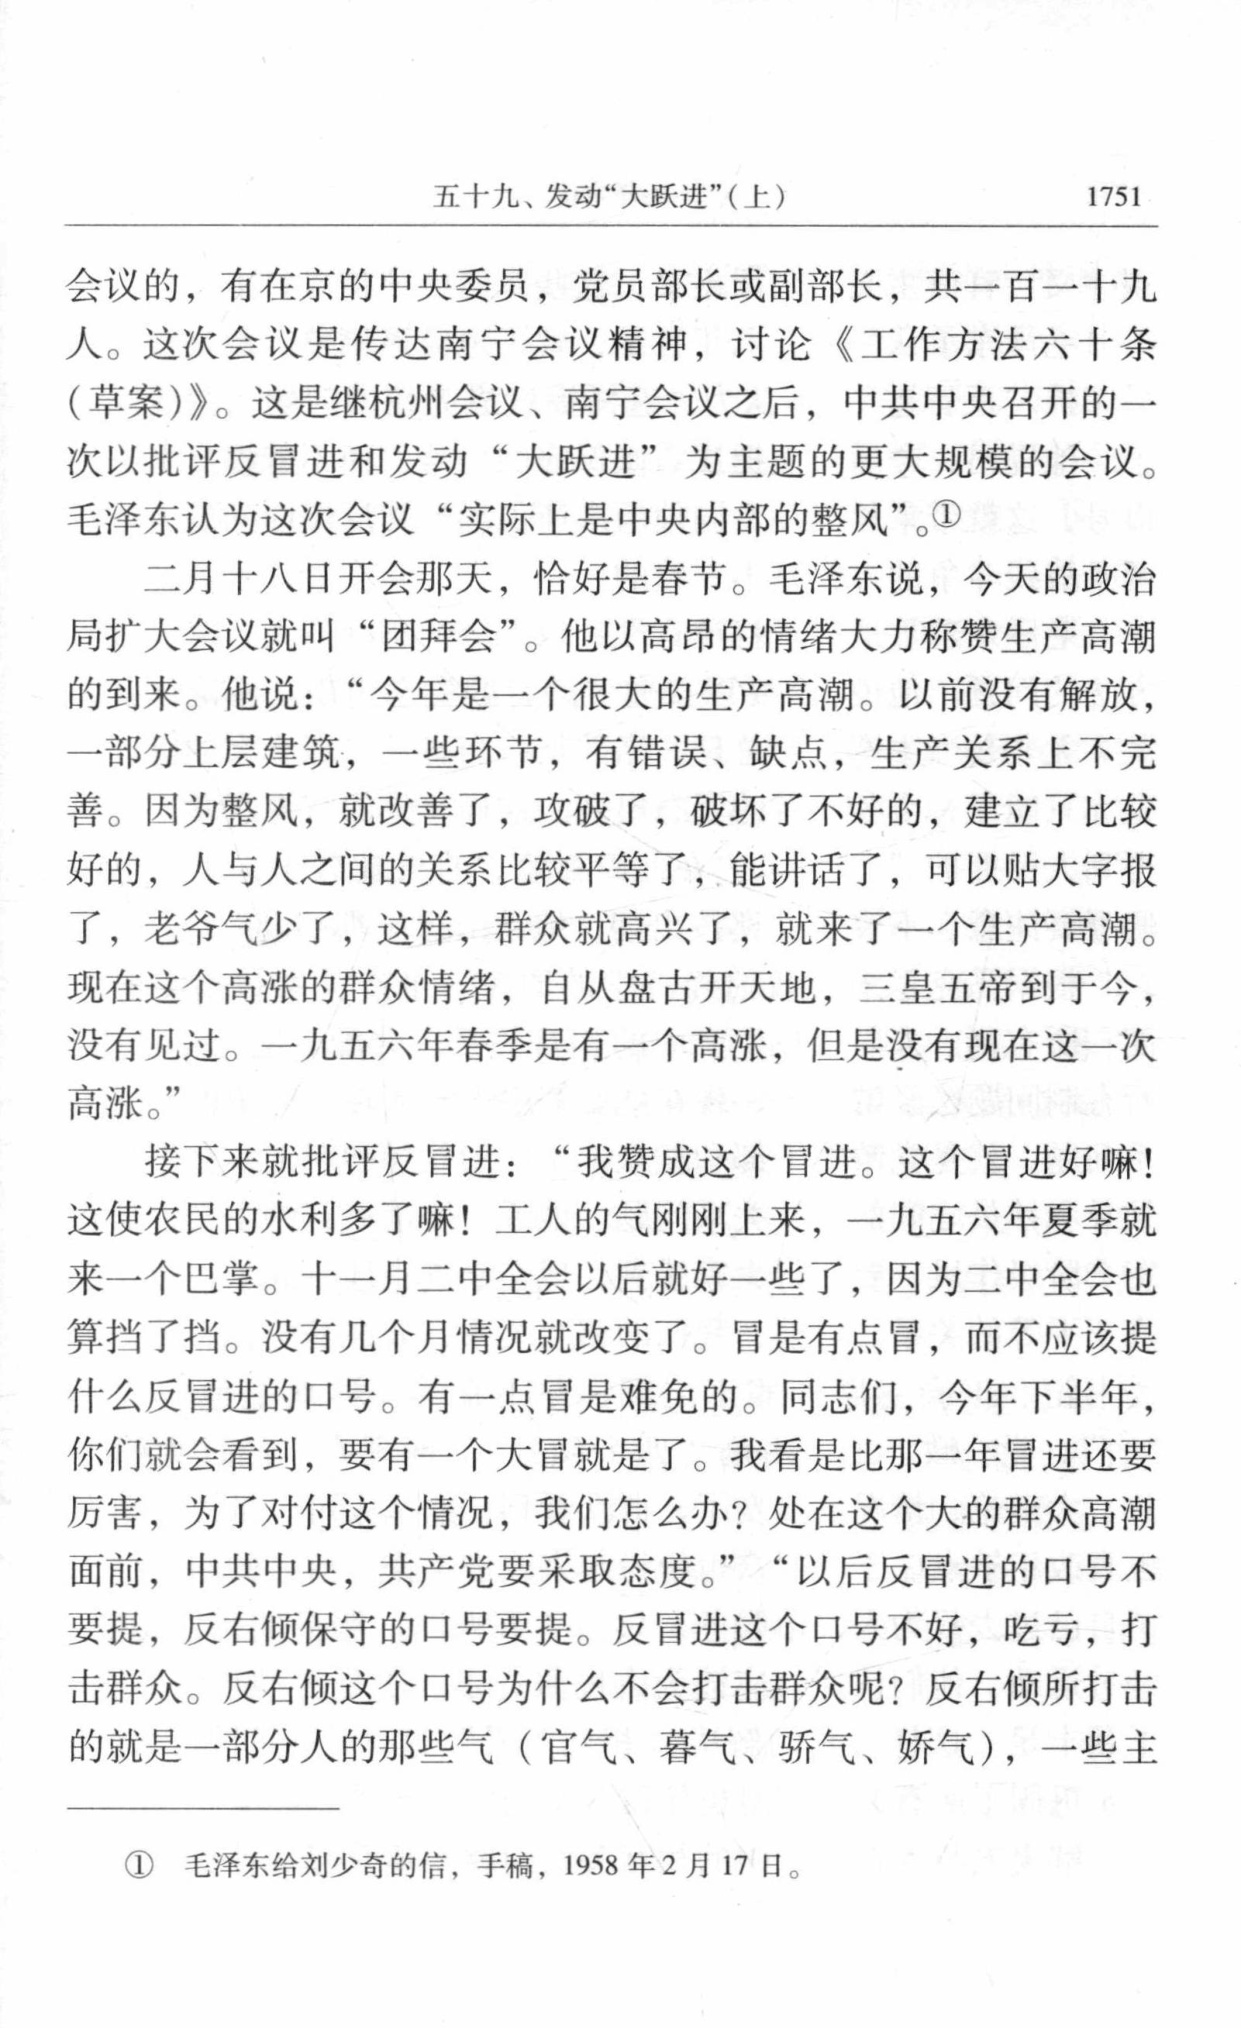 五十九、发动“大跃进”（上） 1751
会议的，有在京的中央委员，党员部长或副部长，共一百一十九
人。这次会议是传达南宁会议精神，讨论《工作方法六十条
（草案）》。这是继杭州会议、南宁会议之后，中共中央召开的一
次以批评反冒进和发动“大跃进”为主题的更大规模的会议。
毛泽东认为这次会议“实际上是中央内部的整风”。①
二月十八日开会那天，恰好是春节。毛泽东说，今天的政治
局扩大会议就叫“团拜会”。他以高昂的情绪大力称赞生产高潮
的到来。他说：“今年是一个很大的生产高潮。以前没有解放，
一部分上层建筑，一些环节，有错误、缺点，生产关系上不完
善。因为整风，就改善了，攻破了，破坏了不好的，建立了比较
好的，人与人之间的关系比较平等了，能讲话了，可以贴大字报
了，老爷气少了，这样，群众就高兴了，就来了一个生产高潮。
现在这个高涨的群众情绪，自从盘古开天地，三皇五帝到于今，
没有见过。一九五六年春季是有一个高涨，但是没有现在这一次
高涨。”
接下来就批评反冒进：“我赞成这个冒进。这个冒进好嘛！
这使农民的水利多了嘛！工人的气刚刚上来，一九五六年夏季就
来一个巴掌。十一月二中全会以后就好一些了，因为二中全会也
算挡了挡。没有几个月情况就改变了。冒是有点冒，而不应该提
什么反冒进的口号。有一点冒是难免的。同志们，今年下半年，
你们就会看到，要有一个大冒就是了。我看是比那一年冒进还要
厉害，为了对付这个情况，我们怎么办？处在这个大的群众高潮
面前，中共中央，共产党要采取态度。”“以后反冒进的口号不
要提，反右倾保守的口号要提。反冒进这个口号不好，吃亏，打
击群众。反右倾这个口号为什么不会打击群众呢？反右倾所打击
的就是一部分人的那些气（官气、暮气、骄气、娇气），一些主
① 毛泽东给刘少奇的信，手稿，1958年2月17日。